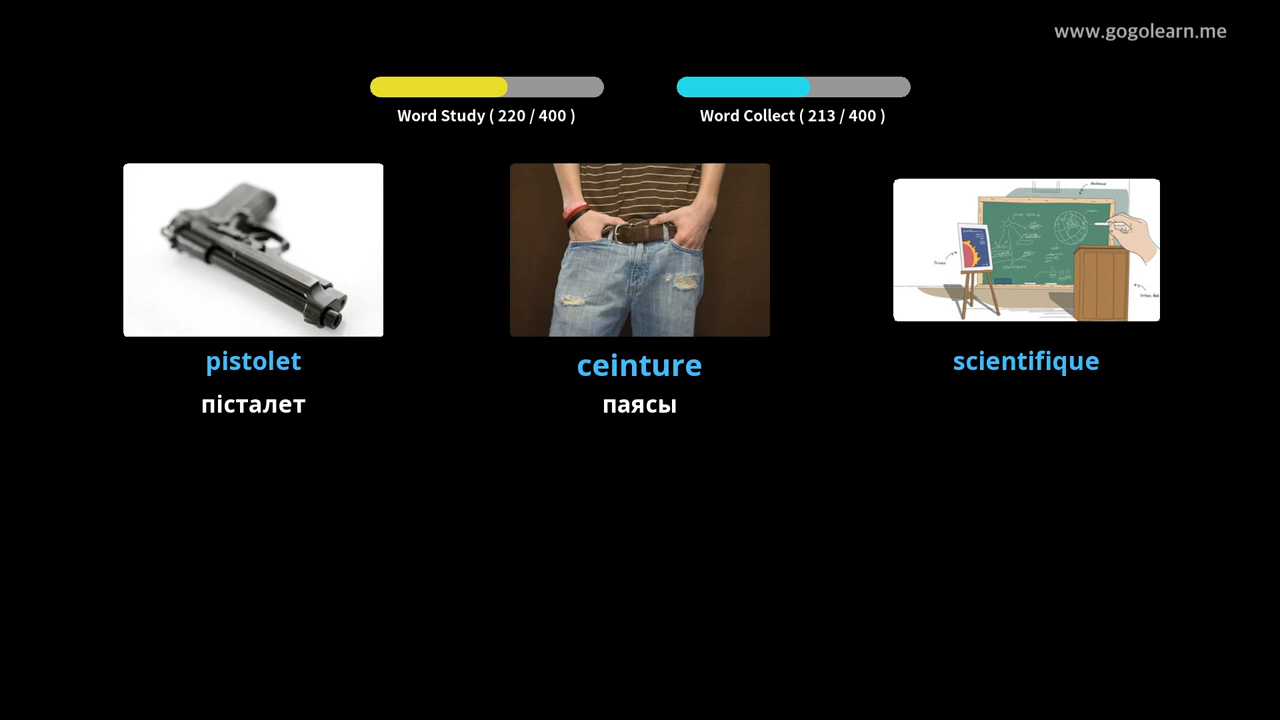 www.gogolearn.me
Word Study ( 220 / 400 )
Word Collect ( 213 / 400 )
pistolet
ceinture
scientifique
пісталет
паясы